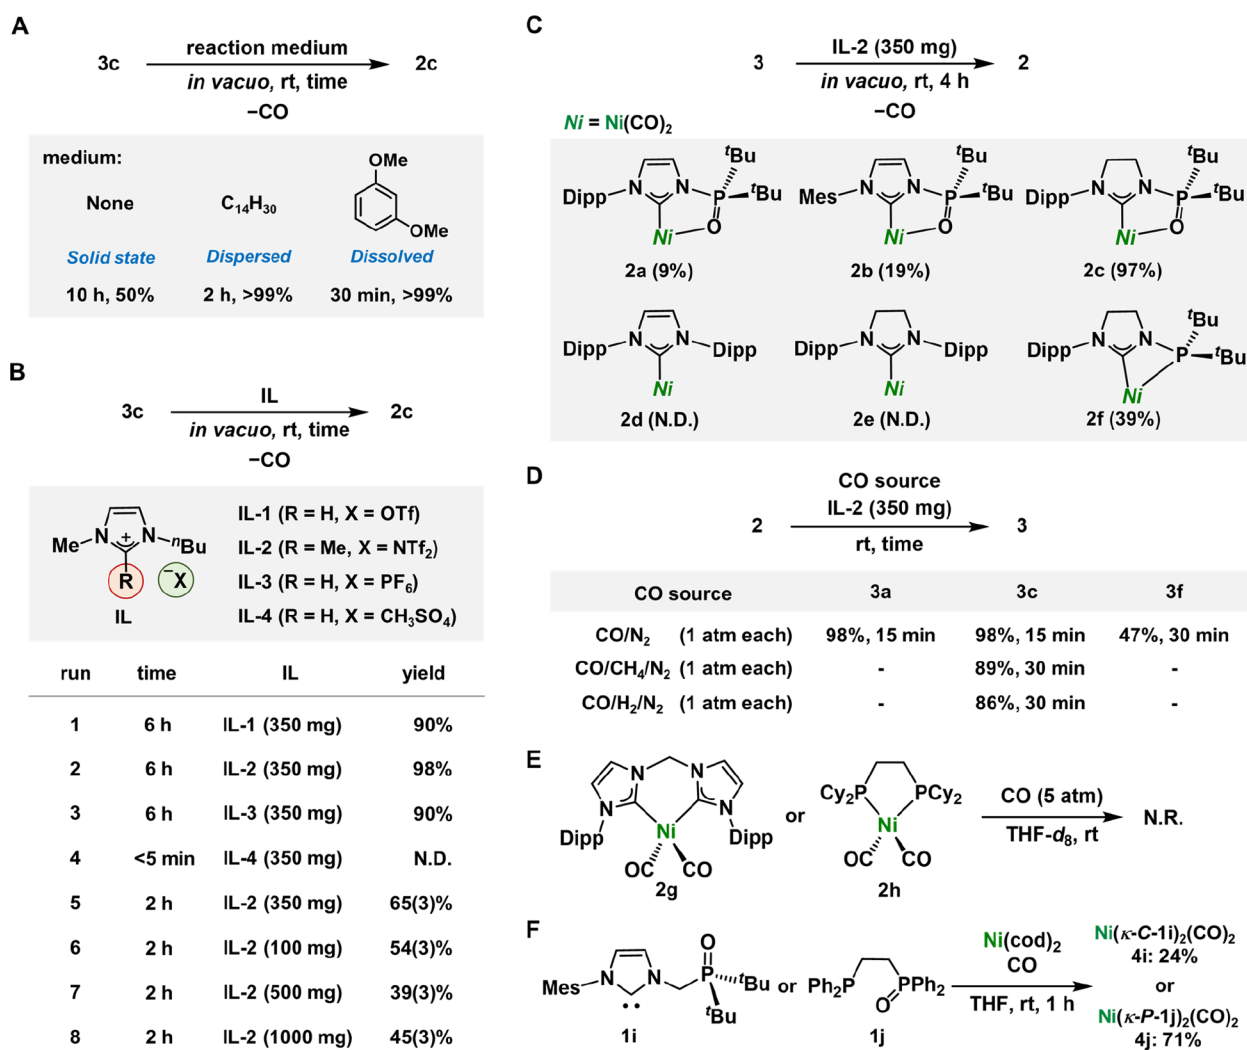 A
3c
reaction medium
in vacuo, rt, time
−CO
2c
medium:
None
C14H30
OMe
OMe
Solid state
Dispersed
Dissolved
10 h, 50%
2 h, >99%
30 min, >99%
B
3c
IL
in vacuo, rt, time
−CO
2c
Me
N
+
N
nBu
R
−X
IL
IL-1 (R = H, X = OTf)
IL-2 (R = Me, X = NTf2)
IL-3 (R = H, X = PF6)
IL-4 (R = H, X = CH3SO4)
run time IL yield
1 6 h IL-1 (350 mg) 90%
2 6 h IL-2 (350 mg) 98%
3 6 h IL-3 (350 mg) 90%
4 <5 min IL-4 (350 mg) N.D.
5 2 h IL-2 (350 mg) 65(3)%
6 2 h IL-2 (100 mg) 54(3)%
7 2 h IL-2 (500 mg) 39(3)%
8 2 h IL-2 (1000 mg) 45(3)%
C
3
IL-2 (350 mg)
in vacuo, rt, 4 h
−CO
2
Ni = Ni(CO)2
Dipp N N P tBu tBu O Ni
2a (9%)
Mes N N P tBu tBu O Ni
2b (19%)
Dipp N N P tBu tBu O Ni
2c (97%)
Dipp N N Dipp Ni
2d (N.D.)
Dipp N N Dipp Ni
2e (N.D.)
Dipp N N P tBu tBu Ni
2f (39%)
D
2
CO source
IL-2 (350 mg)
rt, time
3
CO source 3a 3c 3f
CO/N2 (1 atm each) 98%, 15 min 98%, 15 min 47%, 30 min
CO/CH4/N2 (1 atm each) - 89%, 30 min -
CO/H2/N2 (1 atm each) - 86%, 30 min -
E
N N N N
Dipp Ni Dipp
OC CO
2g
or
Cy2P PCy2
Ni
OC CO
2h
CO (5 atm)
THF-d8, rt
N.R.
F
Mes N N P O tBu tBu
1i
or
Ph2P O PPh2
1j
Ni(cod)2
CO
THF, rt, 1 h
Ni(κ-C-1i)2(CO)2
4i: 24%
or
Ni(κ-P-1j)2(CO)2
4j: 71%